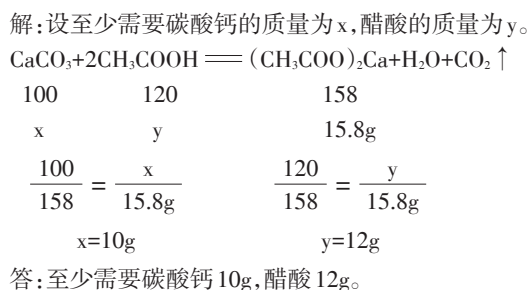 解:设至少需要碳酸钙的质量为x,醋酸的质量为y。
CaCO₃+2CH₃COOH══(CH₃COO)₂Ca+H₂O+CO₂↑
100 120 158
x y 15.8g
100/158 = x/15.8g 120/158 = y/15.8g
x=10g y=12g
答:至少需要碳酸钙10g,醋酸12g。